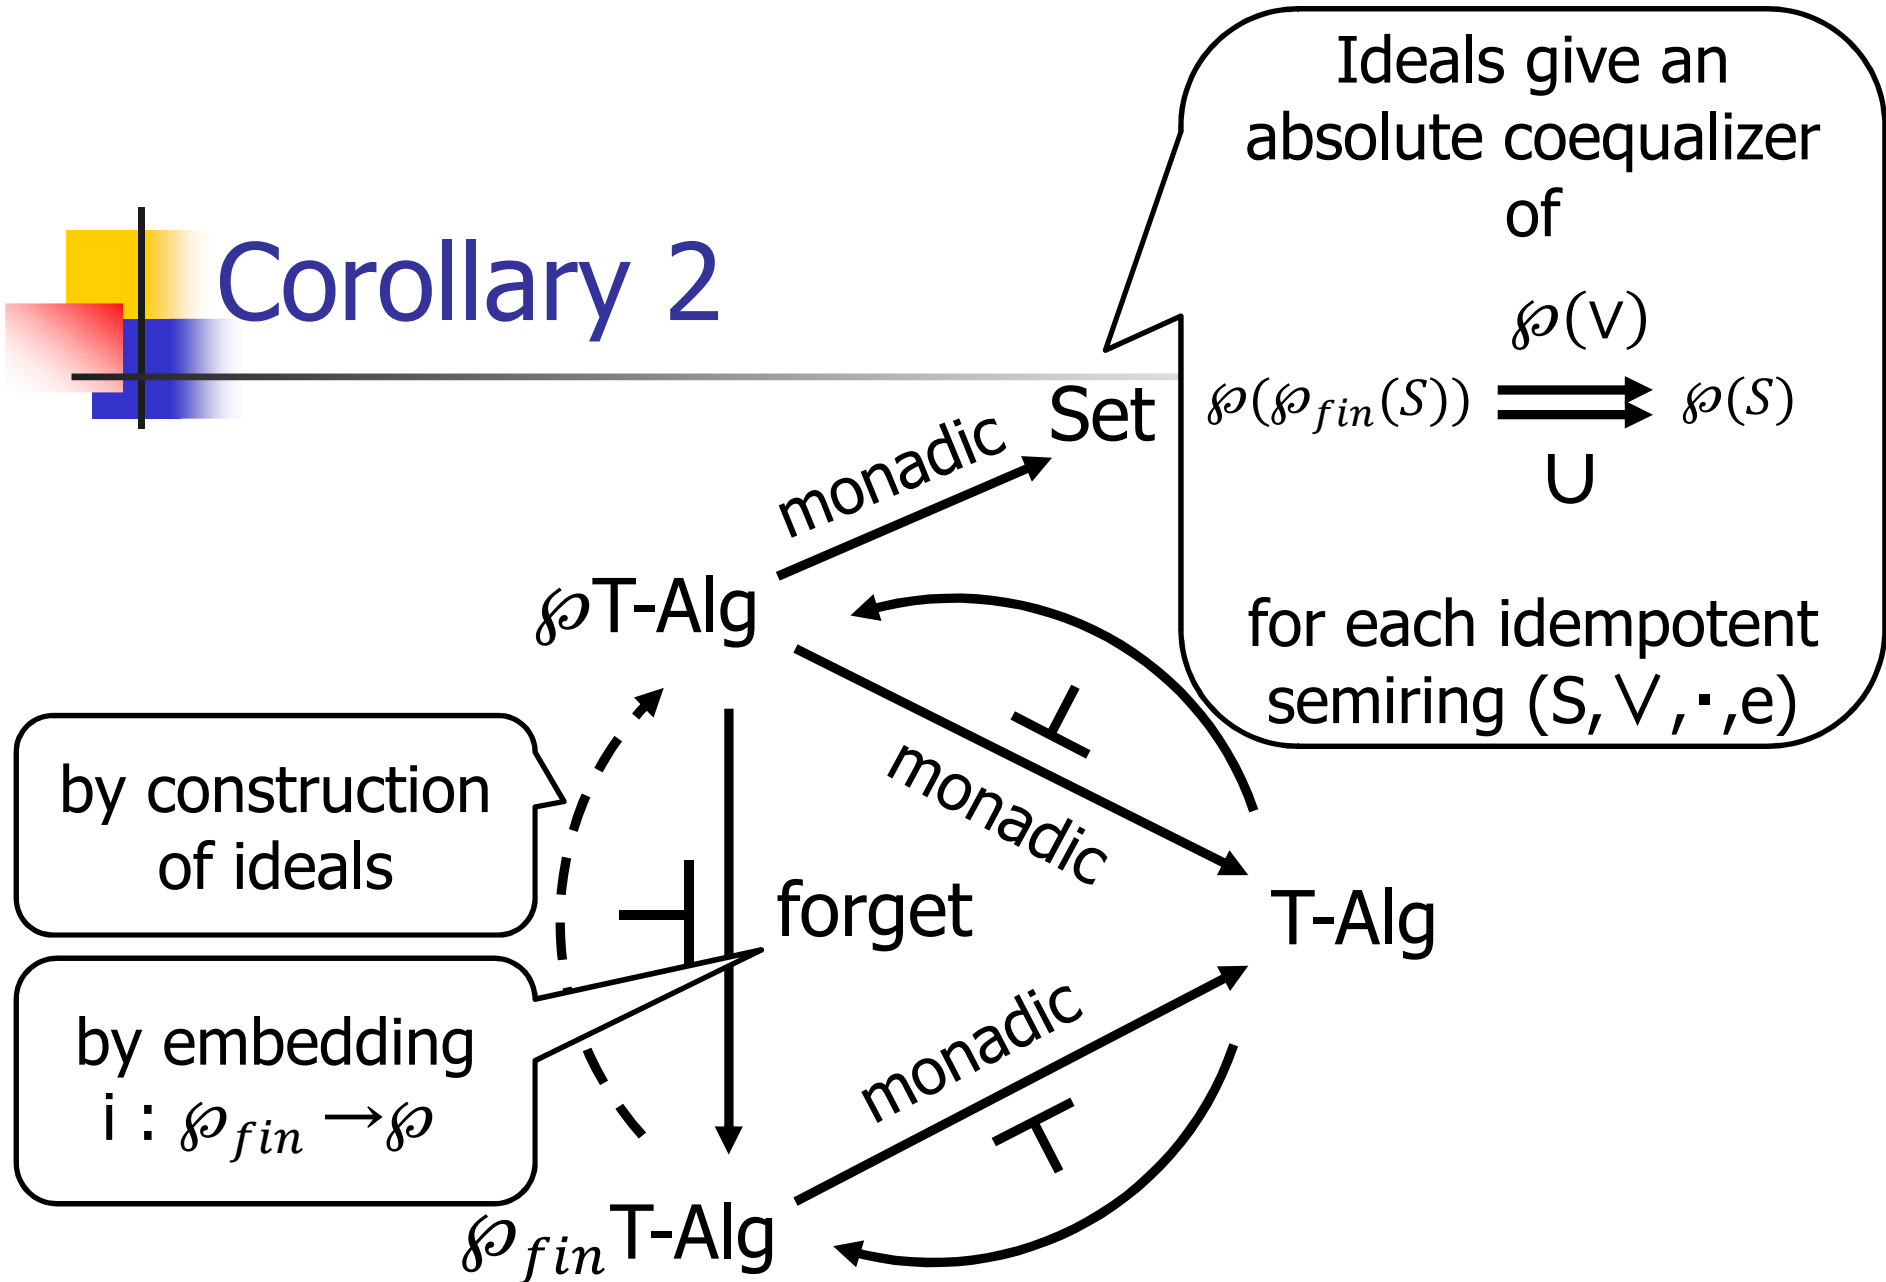 Corollary 2
Ideals give an
absolute coequalizer
of
℘(∨)
℘(℘fin(S)) ⇉ ℘(S)
∪
for each idempotent
semiring (S,∨,·,e)
Set
monadic
℘T-Alg
monadic
by construction
of ideals
forget
T-Alg
by embedding
i : ℘fin →℘
monadic
℘fin T-Alg